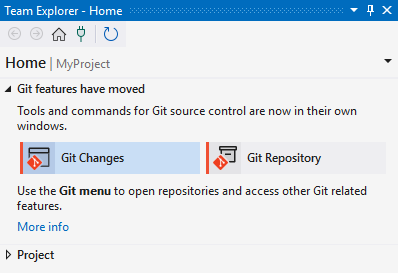 Team Explorer - Home
Home | MyProject
Git features have moved
Tools and commands for Git source control are now in their own
windows.
Git Changes
Git Repository
Use the Git menu to open repositories and access other Git related
features.
More info
Project